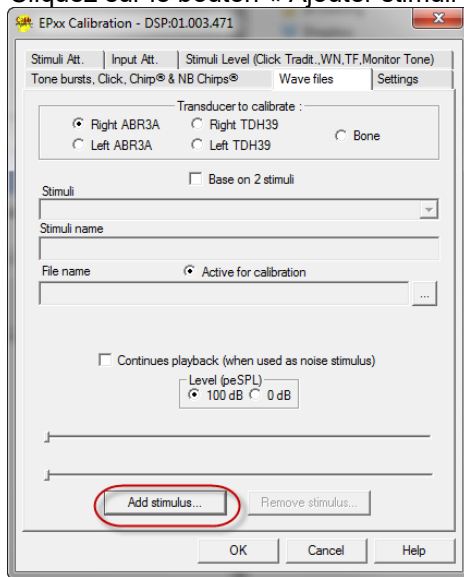 Cliquez sur le bouton « Ajouter stimuli
EPxx Calibration - DSP:01.003.471
Stimuli Att. Input Att. Stimuli Level (Click Tradit.,WN,TF,Monitor Tone)
Tone bursts, Click, Chirp® & NB Chirps® Wave files Settings
Transducer to calibrate :
Right ABR3A Right TDH39
Bone
Left ABR3A Left TDH39
Base on 2 stimuli
Stimuli
Stimuli name
File name Active for calibration
...
Continues playback (when used as noise stimulus)
Level (peSPL)
100 dB 0 dB
Add stimulus... Remove stimulus...
OK Cancel Help